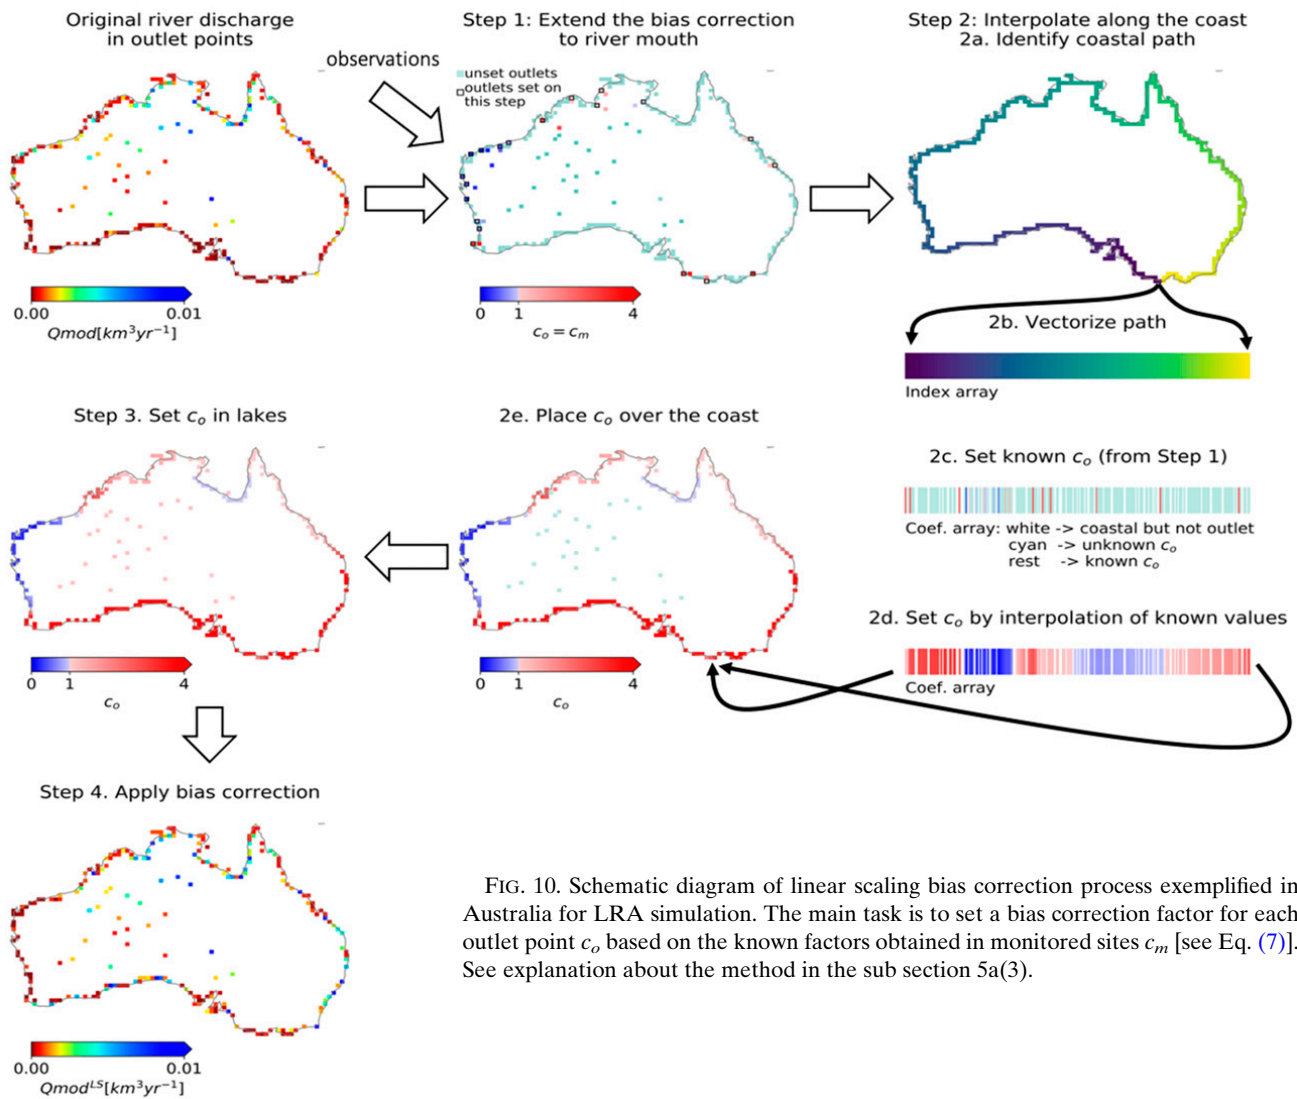 Original river discharge
in outlet points
observations
Step 1: Extend the bias correction
to river mouth
unset outlets
outlets set on
this step
Step 2: Interpolate along the coast
2a. Identify coastal path
0.00 0.01
Qmod[km³yr⁻¹]
0 1 4
cₒ = cₘ
2b. Vectorize path
Index array
Step 3. Set cₒ in lakes
2e. Place cₒ over the coast
2c. Set known cₒ (from Step 1)
Coef. array: white -> coastal but not outlet
cyan -> unknown cₒ
rest -> known cₒ
2d. Set cₒ by interpolation of known values
Coef. array
0 1 4
cₒ
0 1 4
cₒ
Step 4. Apply bias correction
0.00 0.01
Qmodᴸˢ[km³yr⁻¹]
FIG. 10. Schematic diagram of linear scaling bias correction process exemplified in
Australia for LRA simulation. The main task is to set a bias correction factor for each
outlet point cₒ based on the known factors obtained in monitored sites cₘ [see Eq. (7)].
See explanation about the method in the sub section 5a(3).